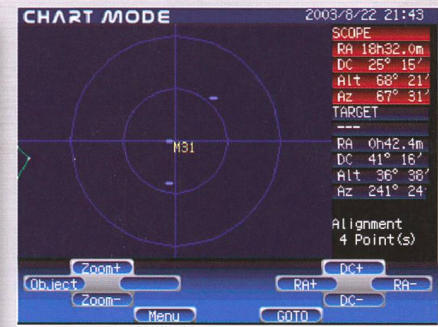 CHART MODE 2003/8/22 21:43
SCOPE
RA 18h32.0m
DC 25° 15′
Alt 68° 21′
Az 67° 31′
TARGET
---
RA 0h42.4m
DC 41° 16′
Alt 36° 38′
Az 241° 24′
Alignment
4 Point(s)
M31
Zoom+ DC+
Object RA+ RA-
Zoom- DC-
Menu GOTO